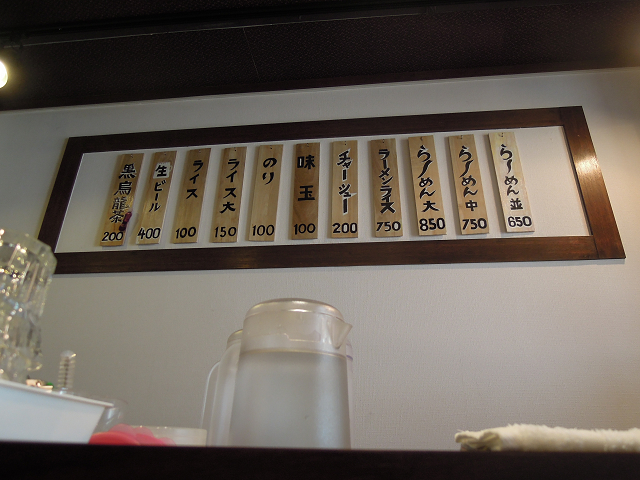 らーめん 並 650
らーめん 中 750
らーめん 大 850
ラーメンライス 750
チャーシュー 200
味玉 100
のり 100
ライス大 150
ライス 100
生ビール 400
黒烏龍茶 200